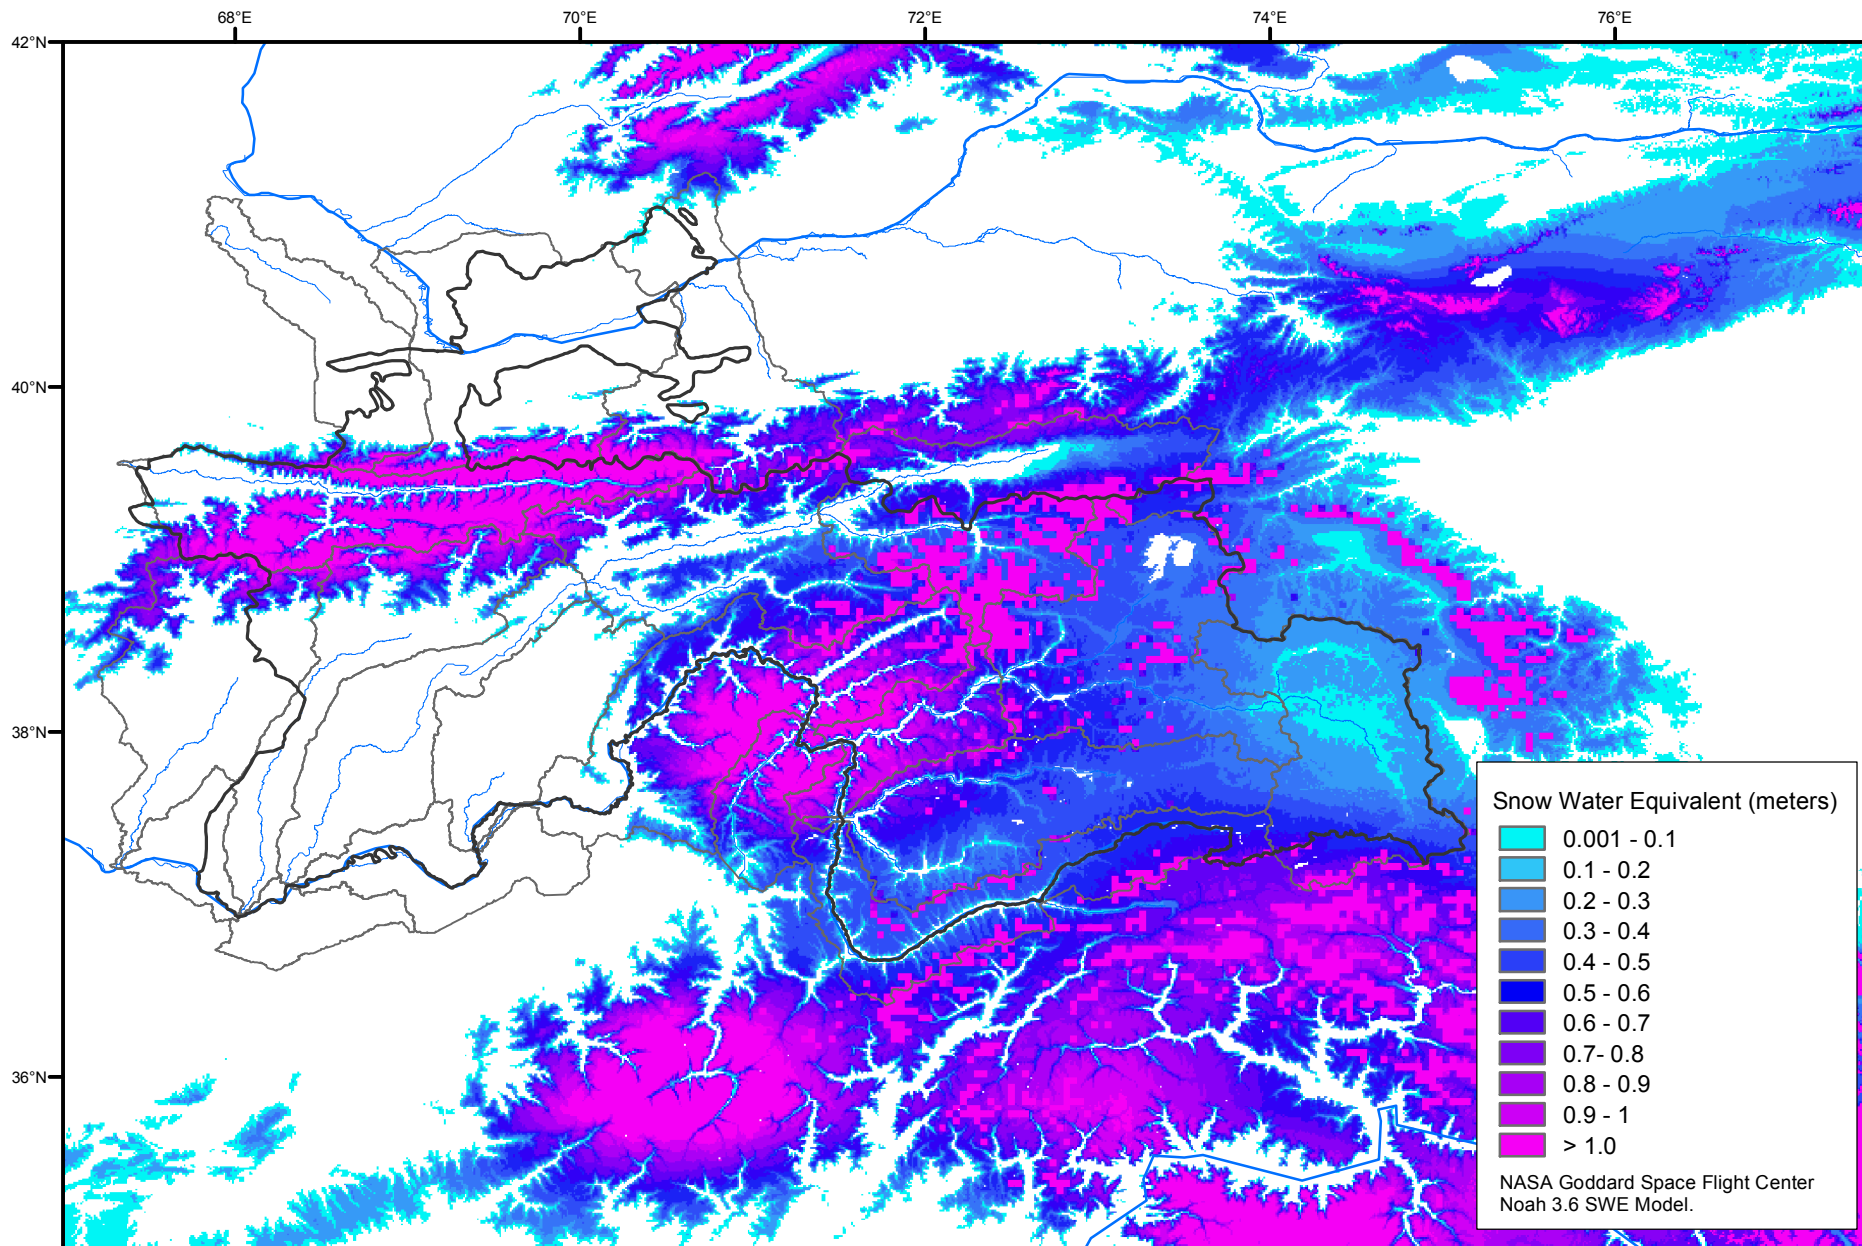 68°E
70°E
72°E
74°E
76°E
42°N
40°N
38°N
36°N
Snow Water Equivalent (meters)
0.001 - 0.1
0.1 - 0.2
0.2 - 0.3
0.3 - 0.4
0.4 - 0.5
0.5 - 0.6
0.6 - 0.7
0.7- 0.8
0.8 - 0.9
0.9 - 1
> 1.0
NASA Goddard Space Flight Center
Noah 3.6 SWE Model.